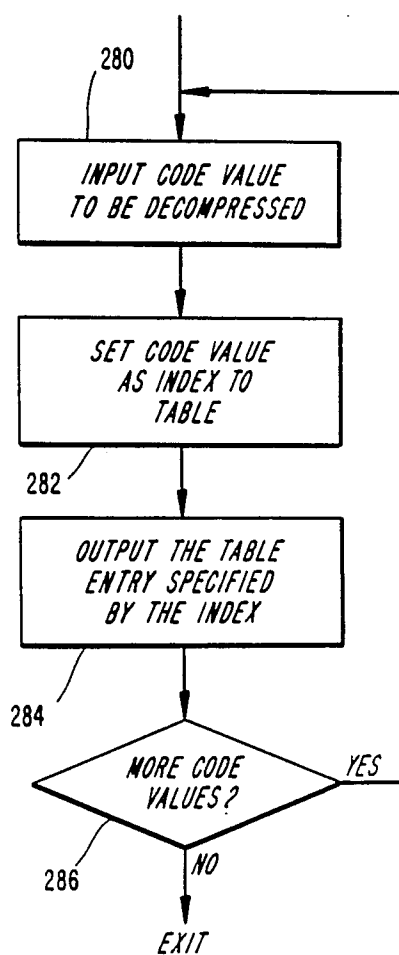 280
INPUT CODE VALUE
TO BE DECOMPRESSED
SET CODE VALUE
AS INDEX TO
TABLE
282
OUTPUT THE TABLE
ENTRY SPECIFIED
BY THE INDEX
284
MORE CODE
VALUES?
YES
286
NO
EXIT